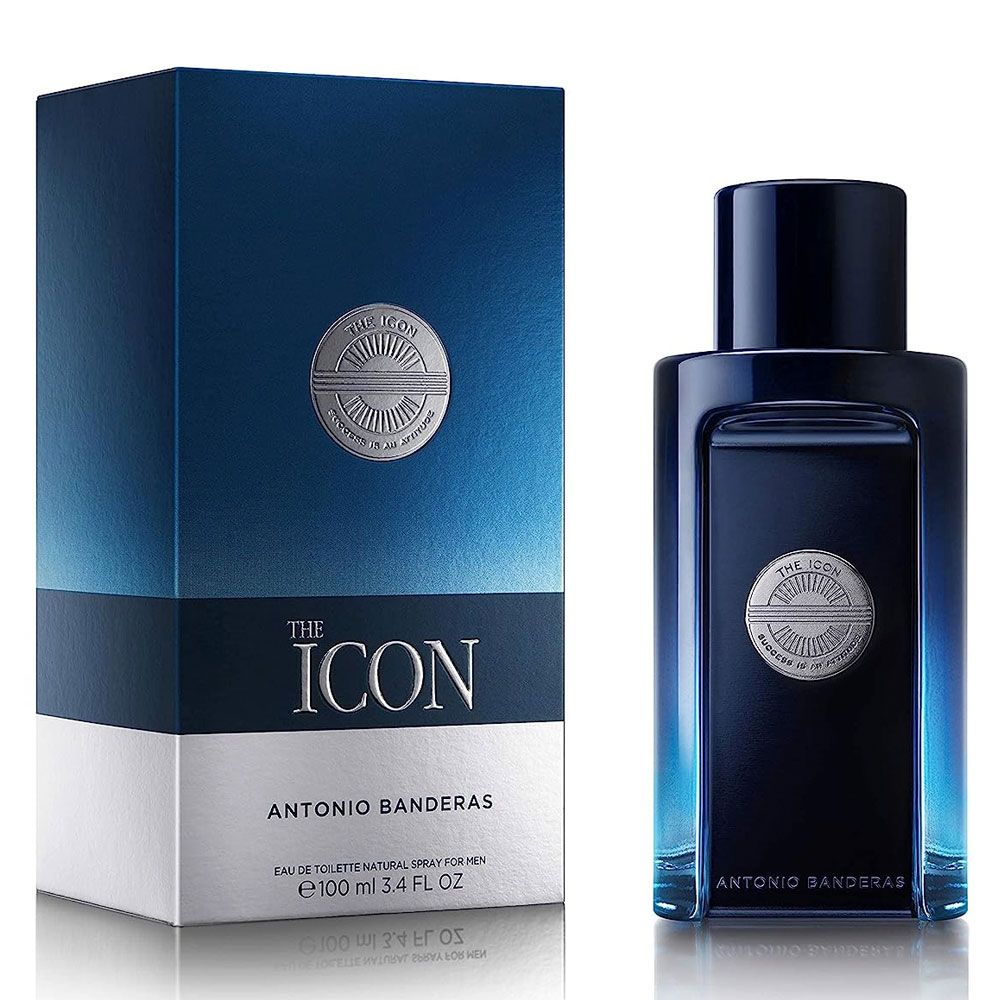 THE ICON
SUCCESS IS AN ATTITUDE
THE
ICON
ANTONIO BANDERAS
EAU DE TOILETTE NATURAL SPRAY FOR MEN
℮100 ml 3.4 FL OZ
THE ICON
SUCCESS IS AN ATTITUDE
ANTONIO BANDERAS